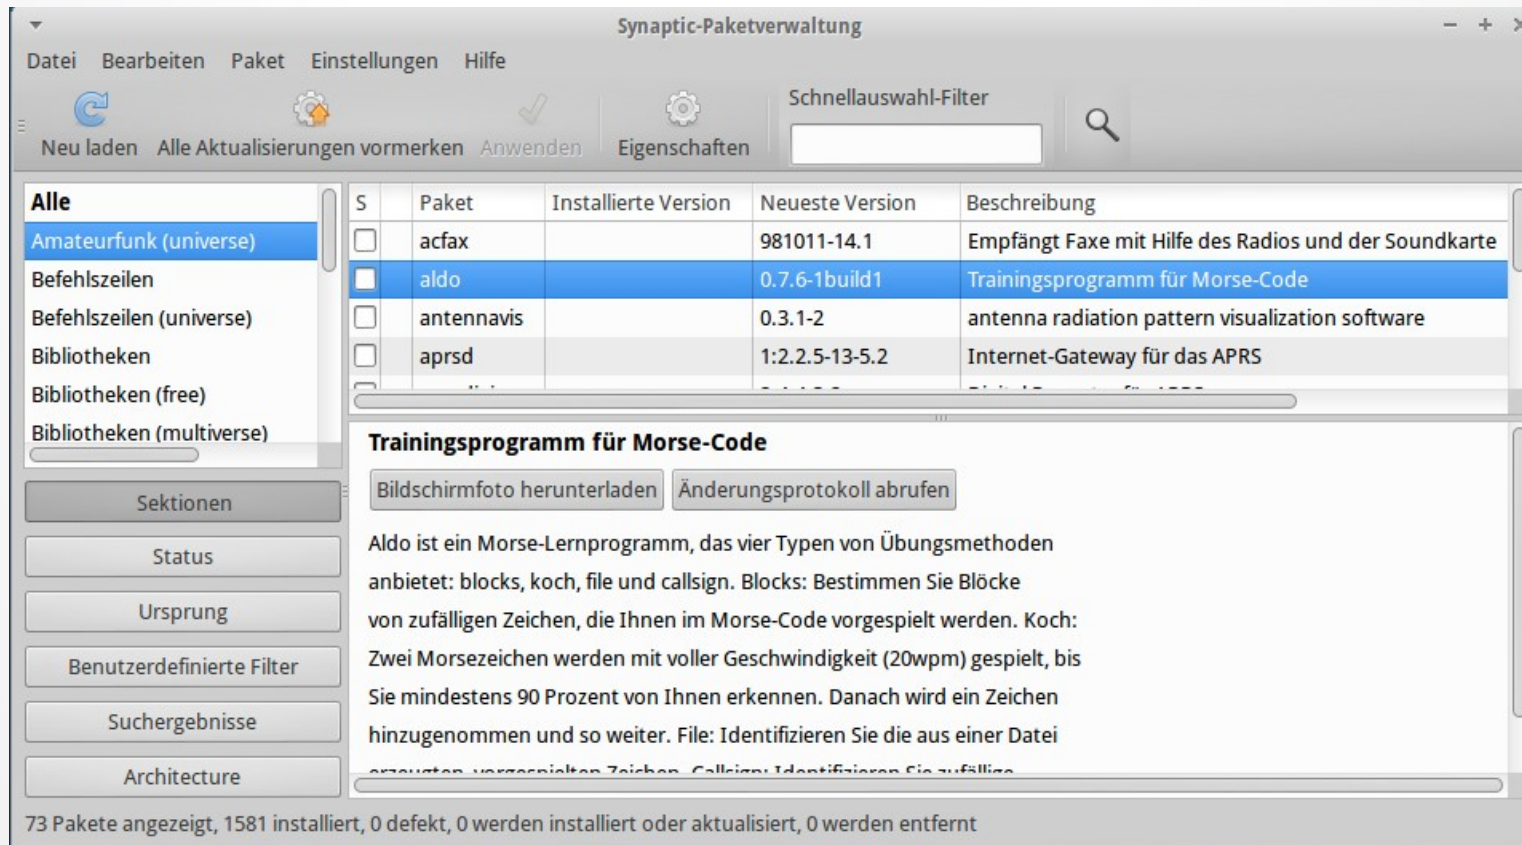 Synaptic-Paketverwaltung
Datei Bearbeiten Paket Einstellungen Hilfe
Neu laden Alle Aktualisierungen vormerken Anwenden Eigenschaften Schnellauswahl-Filter
Alle
Amateurfunk (universe)
Befehlszeilen
Befehlszeilen (universe)
Bibliotheken
Bibliotheken (free)
Bibliotheken (multiverse)
Sektionen
Status
Ursprung
Benutzerdefinierte Filter
Suchergebnisse
Architecture
S Paket Installierte Version Neueste Version Beschreibung
acfax 981011-14.1 Empfängt Faxe mit Hilfe des Radios und der Soundkarte
aldo 0.7.6-1build1 Trainingsprogramm für Morse-Code
antennavis 0.3.1-2 antenna radiation pattern visualization software
aprsd 1:2.2.5-13-5.2 Internet-Gateway für das APRS
Trainingsprogramm für Morse-Code
Bildschirmfoto herunterladen Änderungsprotokoll abrufen
Aldo ist ein Morse-Lernprogramm, das vier Typen von Übungsmethoden
anbietet: blocks, koch, file und callsign. Blocks: Bestimmen Sie Blöcke
von zufälligen Zeichen, die Ihnen im Morse-Code vorgespielt werden. Koch:
Zwei Morsezeichen werden mit voller Geschwindigkeit (20wpm) gespielt, bis
Sie mindestens 90 Prozent von Ihnen erkennen. Danach wird ein Zeichen
hinzugenommen und so weiter. File: Identifizieren Sie die aus einer Datei
erzeugten, vorgespielten Zeichen. Callsign: Identifizieren Sie zufällige
73 Pakete angezeigt, 1581 installiert, 0 defekt, 0 werden installiert oder aktualisiert, 0 werden entfernt